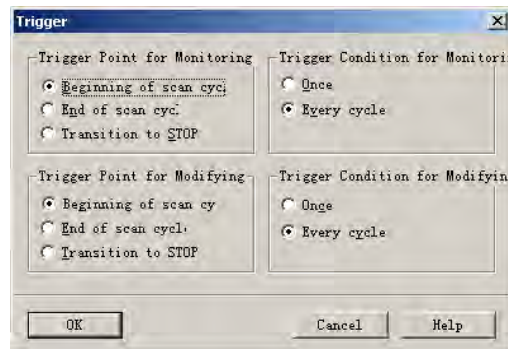 Trigger
Trigger Point for Monitoring
Beginning of scan cyc
End of scan cyc
Transition to STOP
Trigger Condition for Monitori
Once
Every cycle
Trigger Point for Modifying
Beginning of scan cy
End of scan cycl
Transition to STOP
Trigger Condition for Modifyin
Once
Every cycle
OK
Cancel
Help